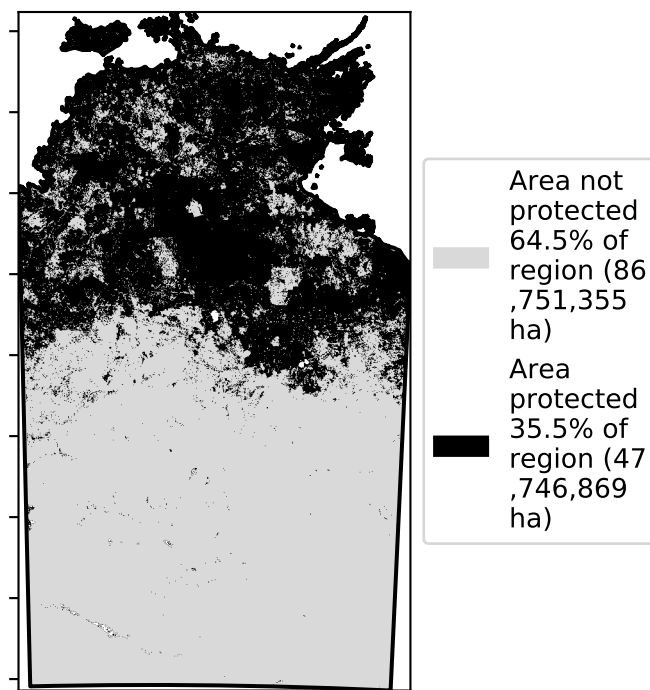 Area not
protected
64.5% of
region (86
,751,355
ha)
Area
protected
35.5% of
region (47
,746,869
ha)